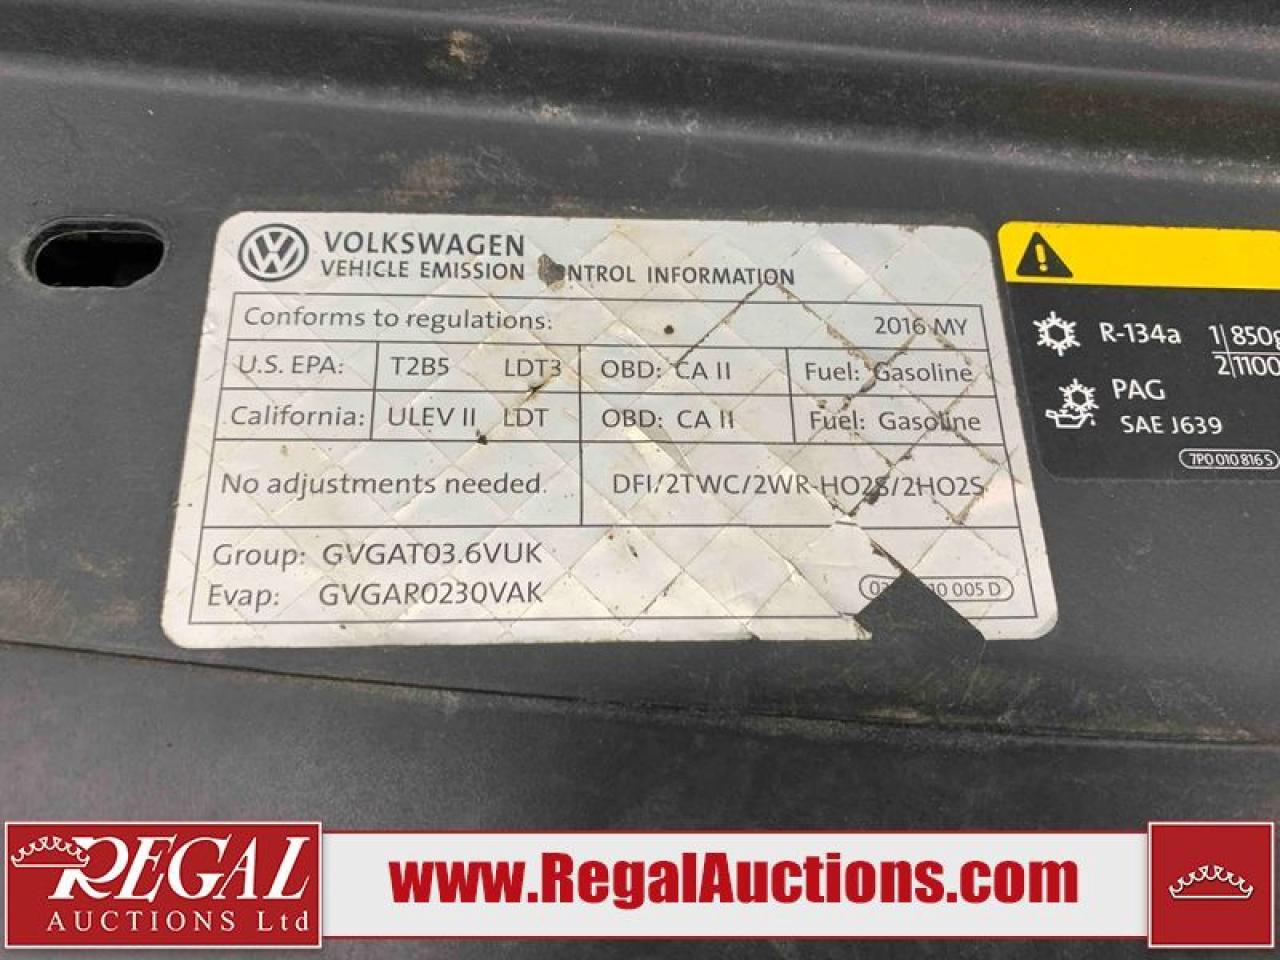 VOLKSWAGEN
VEHICLE EMISSION CONTROL INFORMATION
Conforms to regulations: 2016 MY
U.S. EPA: T2B5 LDT3 OBD: CA II Fuel: Gasoline
California: ULEV II LDT OBD: CA II Fuel: Gasoline
No adjustments needed. DFI/2TWC/2WR-HO2S/2HO2S
Group: GVGAT03.6VUK
Evap: GVGAR0230VAK
10 005 D
R-134a 1/850g
2/1100
PAG
SAE J639
7P0 010 816 S
REGAL
AUCTIONS Ltd
www.RegalAuctions.com